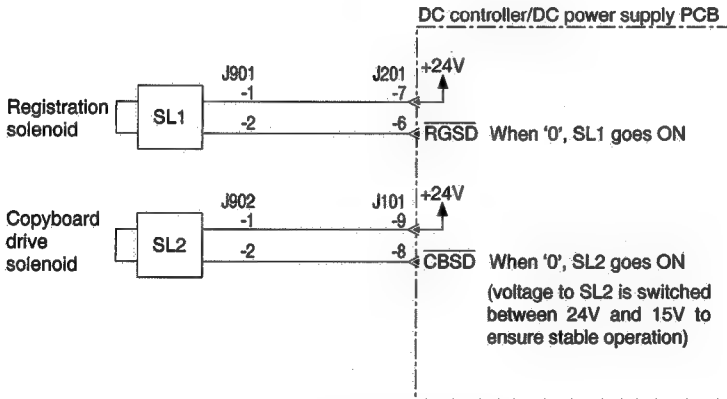 DC controller/DC power supply PCB
J901 J201 +24V
-1 -7
Registration
solenoid
SL1
-2 -6 RGSD When '0', SL1 goes ON
J902 J101 +24V
-1 -9
Copyboard
drive
solenoid
SL2
-2 -8 CBSD When '0', SL2 goes ON
(voltage to SL2 is switched
between 24V and 15V to
ensure stable operation)